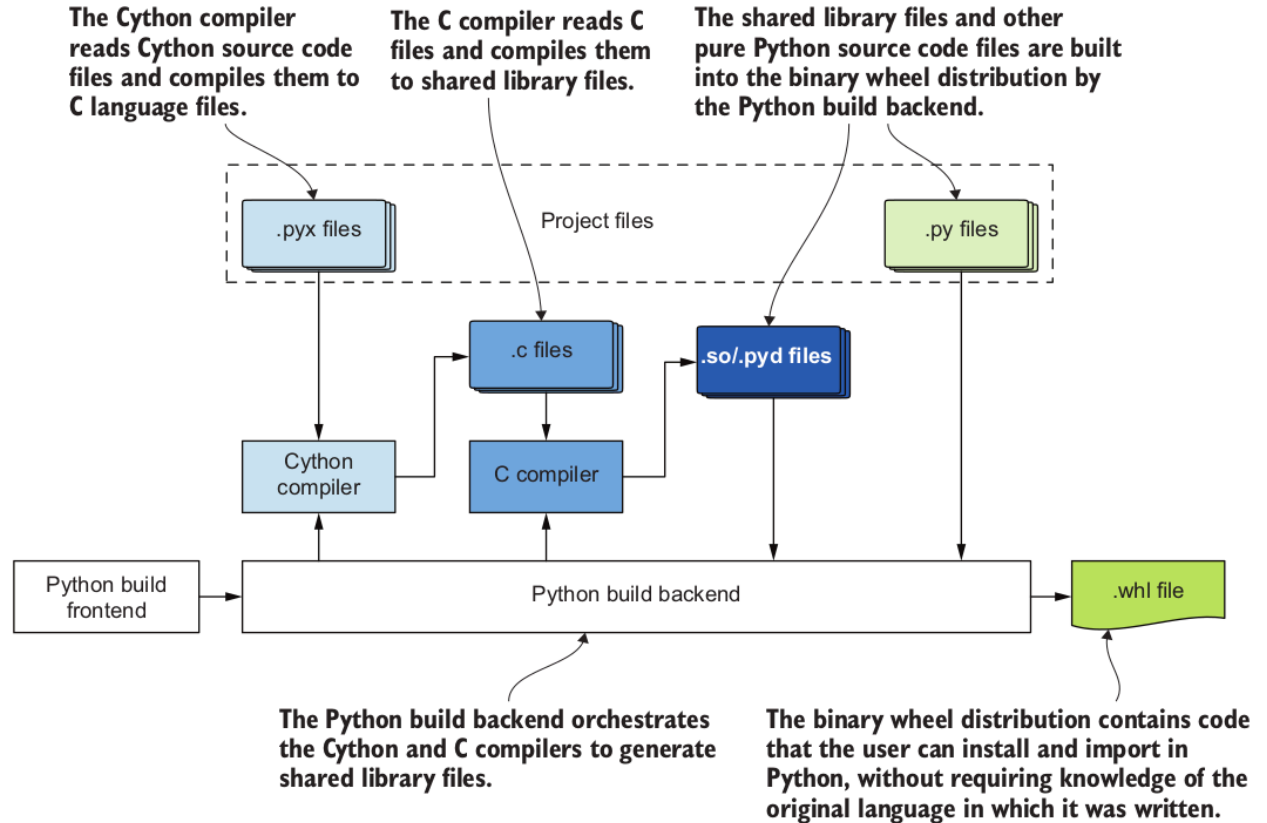 The Cython compiler
reads Cython source code
files and compiles them to
C language files.
The C compiler reads C
files and compiles them
to shared library files.
The shared library files and other
pure Python source code files are built
into the binary wheel distribution by
the Python build backend.
.pyx files
Project files
.py files
.c files
.so/.pyd files
Cython
compiler
C compiler
Python build
frontend
Python build backend
.whl file
The Python build backend orchestrates
the Cython and C compilers to generate
shared library files.
The binary wheel distribution contains code
that the user can install and import in
Python, without requiring knowledge of the
original language in which it was written.